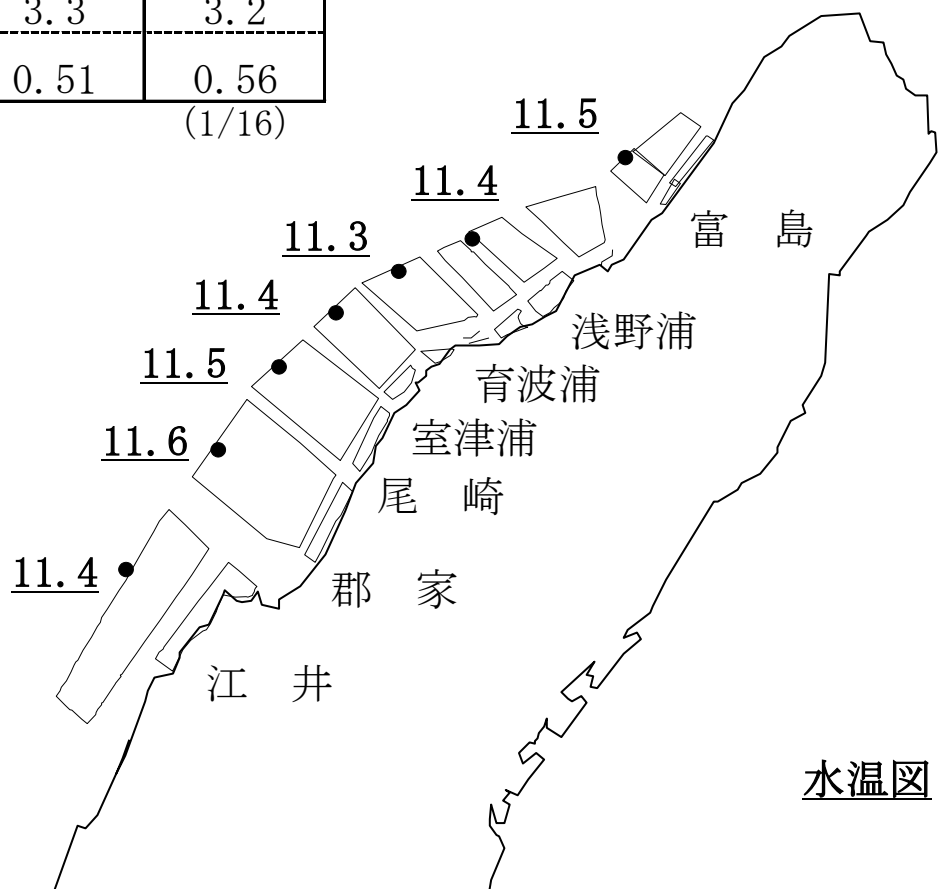 3.3 3.2
0.51 0.56
(1/16)
11.5
11.4
富 島
11.3
11.4
浅野浦
11.5
育波浦
11.6
室津浦
尾 崎
11.4
郡 家
江 井
水温図